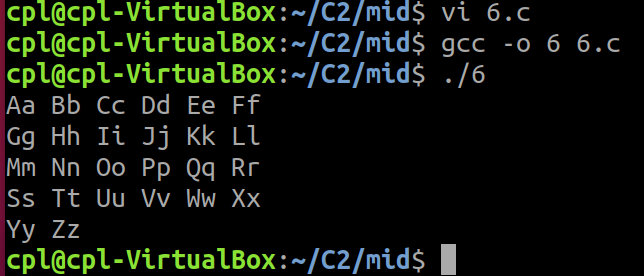 cpl@cpl-VirtualBox:~/C2/mid$ vi 6.c
cpl@cpl-VirtualBox:~/C2/mid$ gcc -o 6 6.c
cpl@cpl-VirtualBox:~/C2/mid$ ./6
Aa Bb Cc Dd Ee Ff
Gg Hh Ii Jj Kk Ll
Mm Nn Oo Pp Qq Rr
Ss Tt Uu Vv Ww Xx
Yy Zz
cpl@cpl-VirtualBox:~/C2/mid$